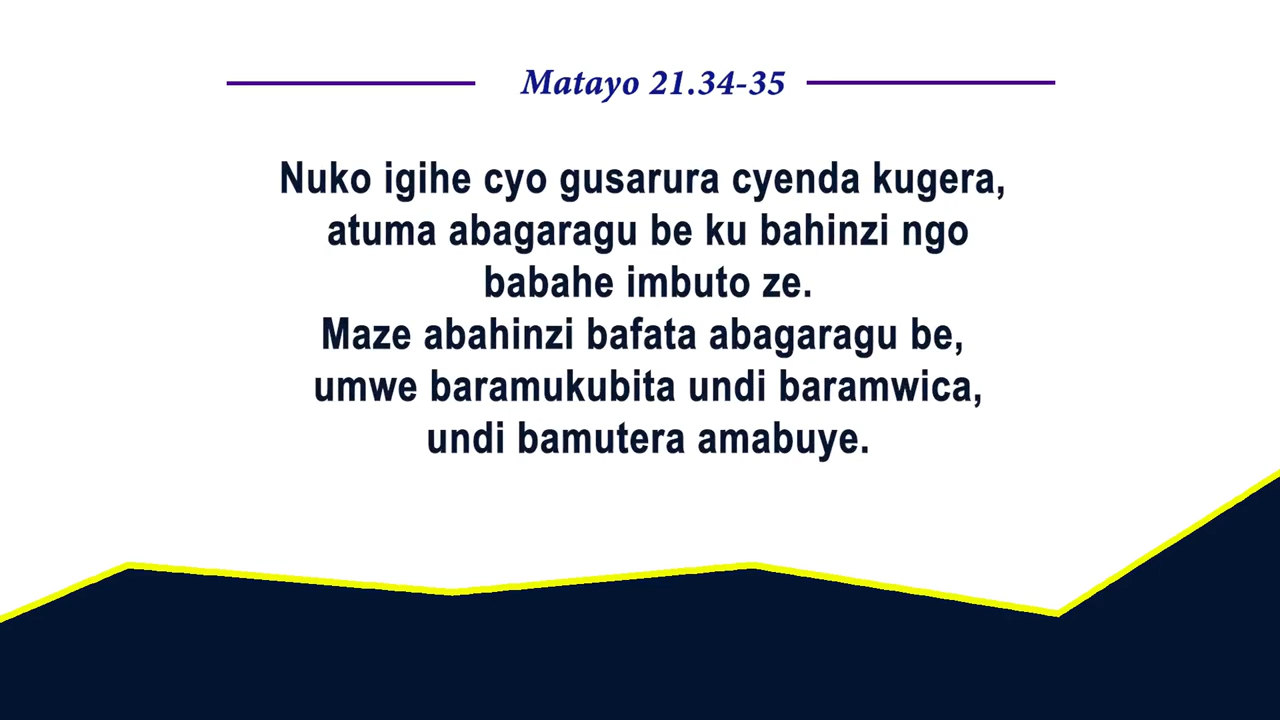 Matayo 21.34-35
Nuko igihe cyo gusarura cyenda kugera,
atuma abagaragu be ku bahinzi ngo
babahe imbuto ze.
Maze abahinzi bafata abagaragu be,
umwe baramukubita undi baramwica,
undi bamutera amabuye.